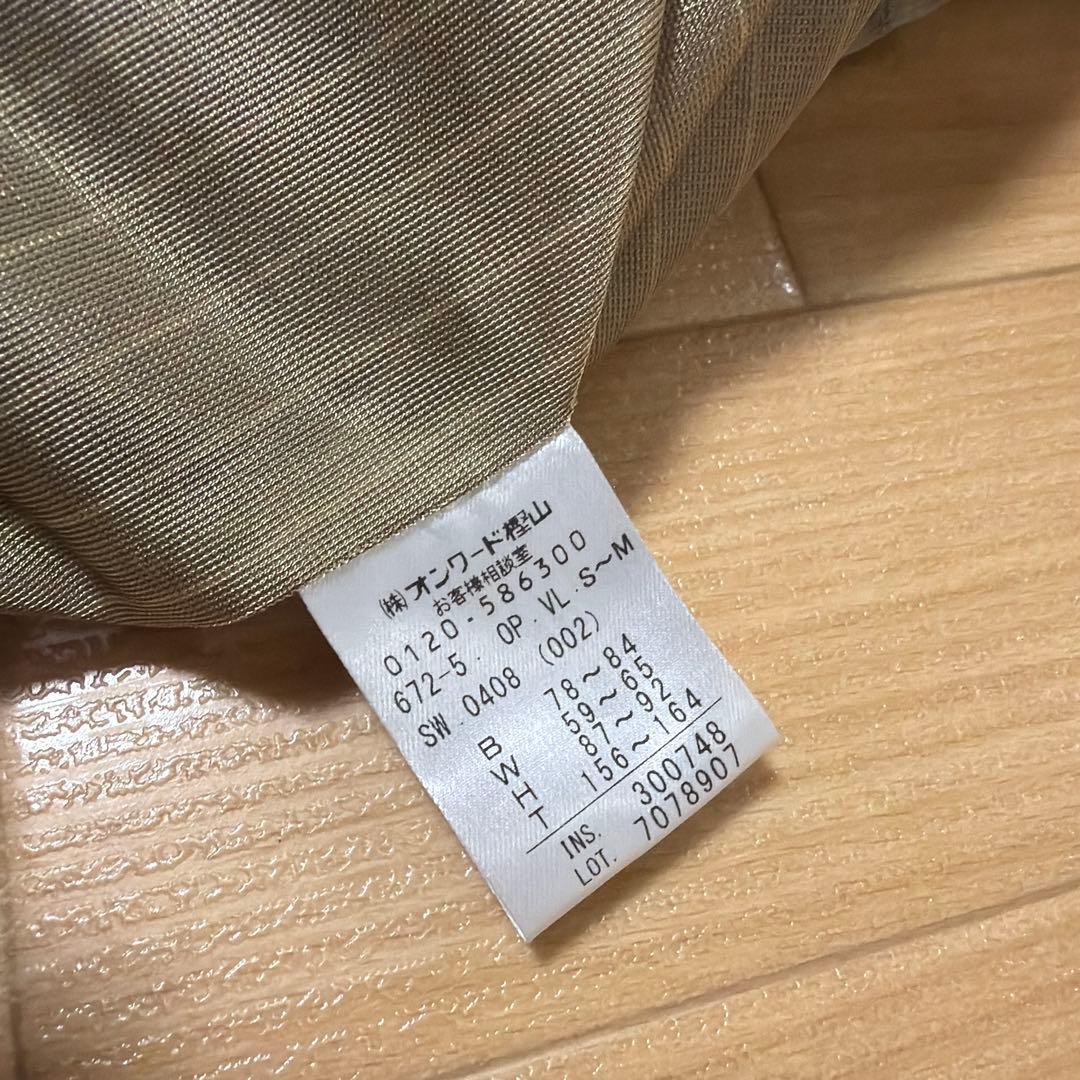 ㈱オンワード樫山
お客様相談室
0120-586300
672-5. OP. VL. S〜M
SW. 0408 (002)
B 78〜84
W 59〜65
H 87〜92
T 156〜164
INS. 300748
LOT. 7078907